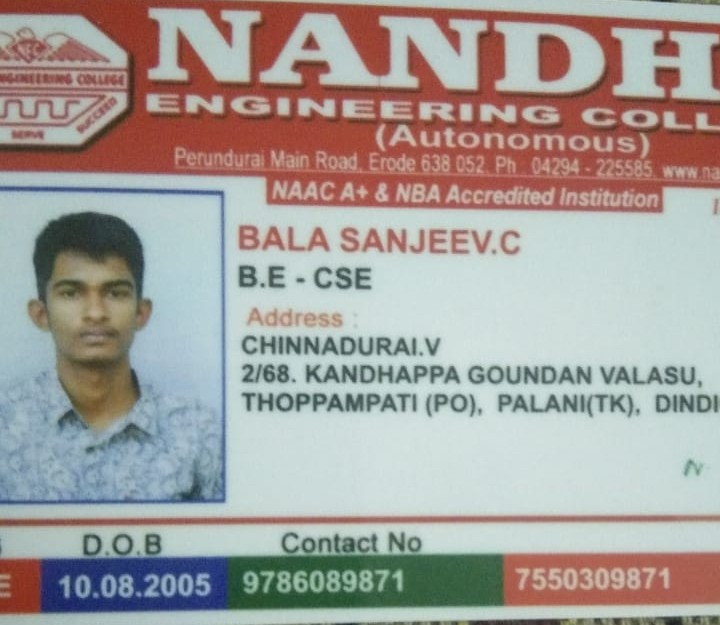 NANDH
ENGINEERING COLL
(Autonomous)
Perundurai Main Road, Erode 638 052. Ph : 04294 - 225585, www.na
NAAC A+ & NBA Accredited Institution
ENGINEERING COLLEGE
SERVE
SUCCEED
BALA SANJEEV.C
B.E - CSE
Address :
CHINNADURAI.V
2/68. KANDHAPPA GOUNDAN VALASU,
THOPPAMPATI (PO), PALANI(TK), DINDI
D.O.B Contact No
E 10.08.2005 9786089871 7550309871